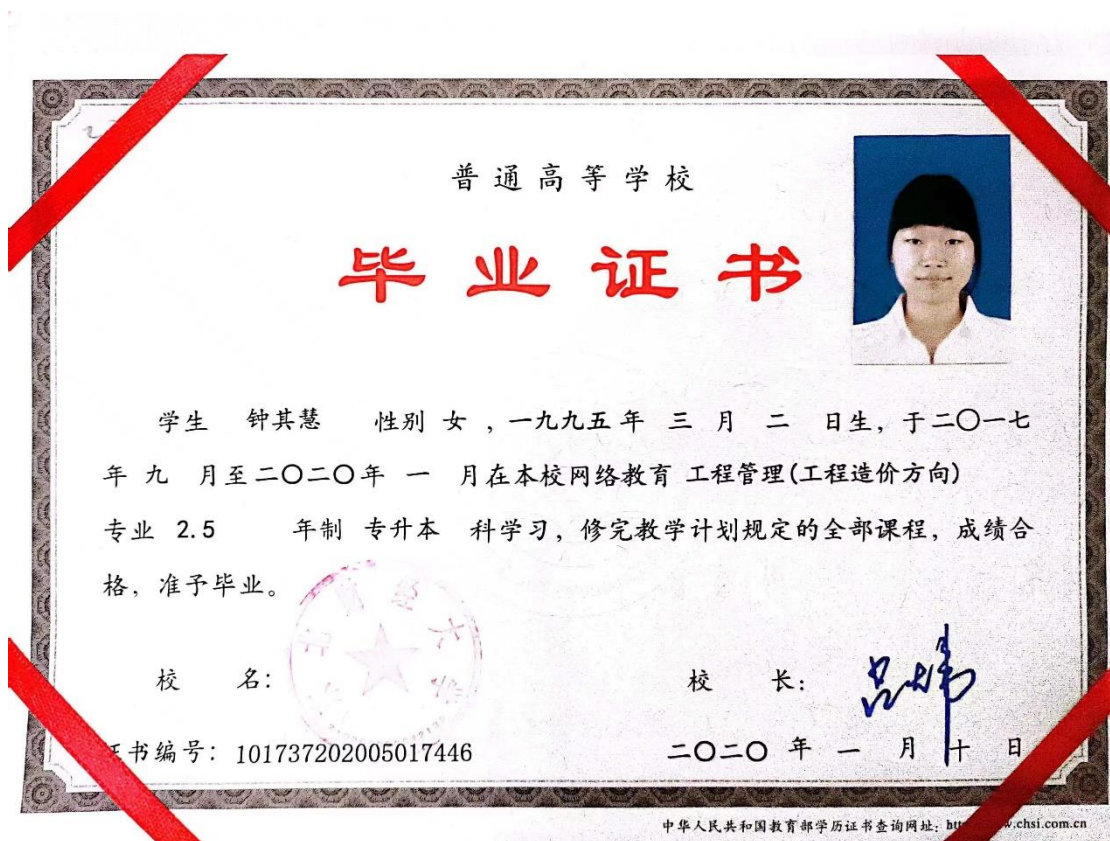 普通高等学校
毕业证书
学生 钟其慧 性别 女 ，一九九五 年 三 月 二 日生，于二〇一七
年 九 月至二〇二〇年 一 月在本校网络教育 工程管理(工程造价方向)
专业 2.5 年制 专升本 科学习，修完教学计划规定的全部课程，成绩合
格，准予毕业。
校 名：
校 长：
书编号：101737202005017446
二〇二〇 年 一 月 十 日
中华人民共和国教育部学历证书查询网址：ht w.chsi.com.cn